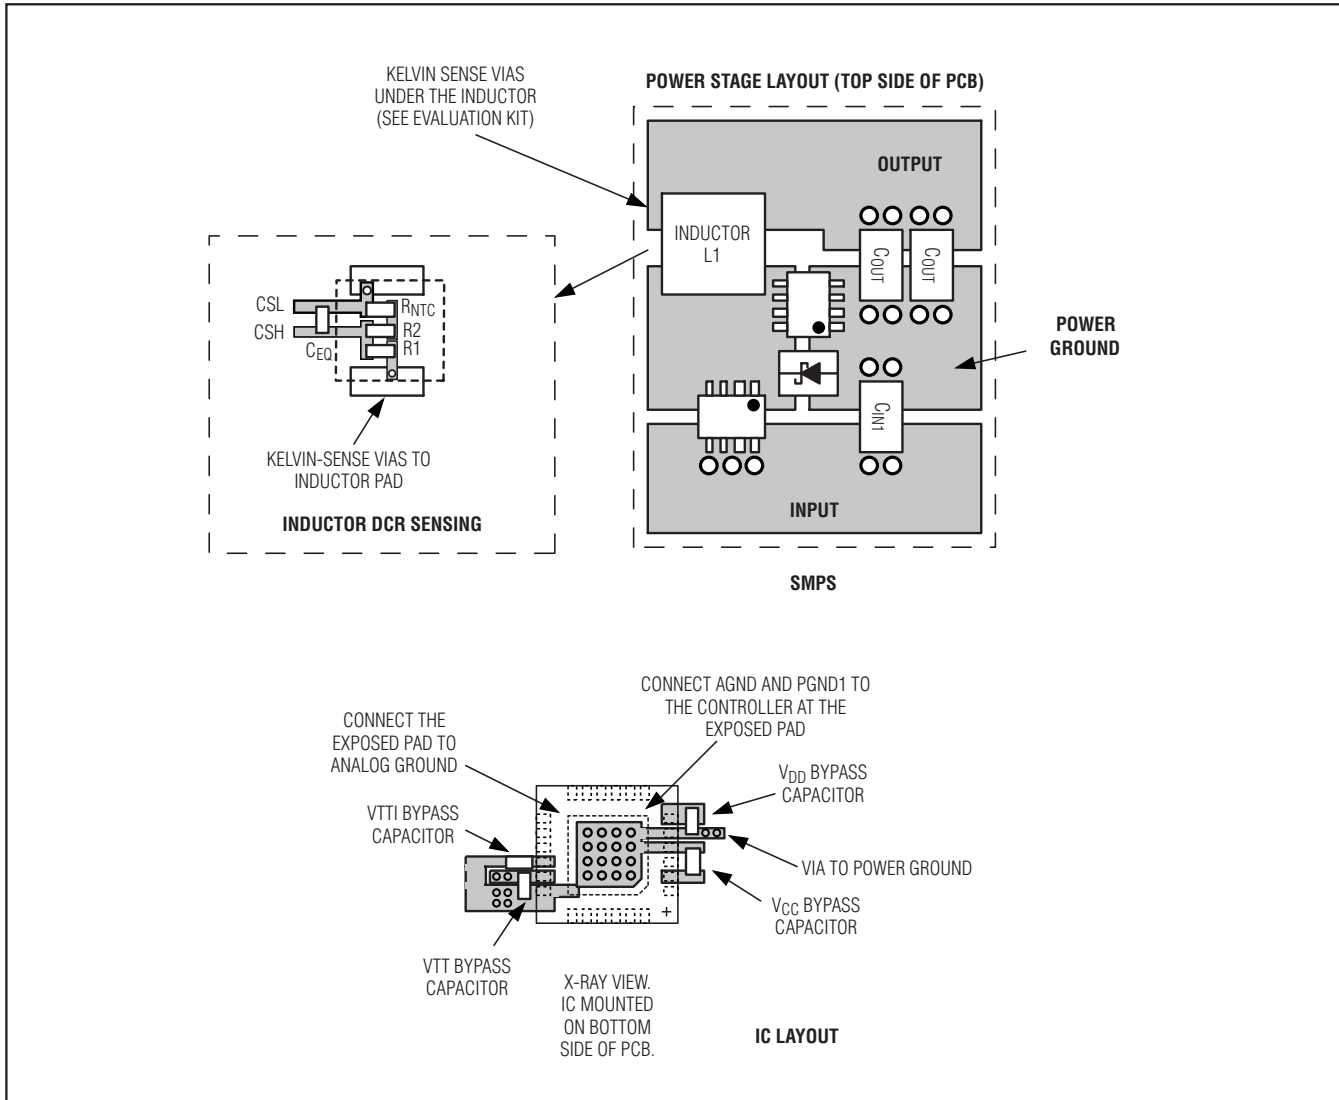 KELVIN SENSE VIAS
UNDER THE INDUCTOR
(SEE EVALUATION KIT)
POWER STAGE LAYOUT (TOP SIDE OF PCB)
OUTPUT
INDUCTOR
L1
COUT
COUT
CSL
CSH
CEQ
RNTC
R2
R1
POWER
GROUND
CIN1
KELVIN-SENSE VIAS TO
INDUCTOR PAD
INDUCTOR DCR SENSING
INPUT
SMPS
CONNECT AGND AND PGND1 TO
THE CONTROLLER AT THE
EXPOSED PAD
CONNECT THE
EXPOSED PAD TO
ANALOG GROUND
VDD BYPASS
CAPACITOR
VTTI BYPASS
CAPACITOR
VIA TO POWER GROUND
VCC BYPASS
CAPACITOR
+
VTT BYPASS
CAPACITOR
X-RAY VIEW.
IC MOUNTED
ON BOTTOM
SIDE OF PCB.
IC LAYOUT